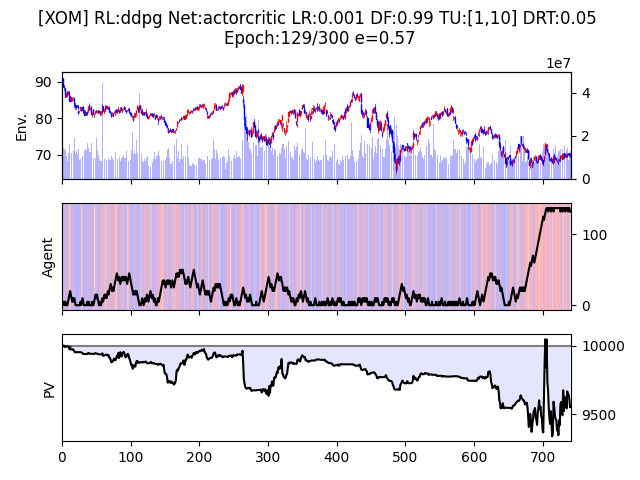 [XOM] RL:ddpg Net:actorcritic LR:0.001 DF:0.99 TU:[1,10] DRT:0.05
Epoch:129/300 e=0.57
1e7
90
80
70
Env.
4
2
0
Agent
100
0
PV
10000
9500
0 100 200 300 400 500 600 700